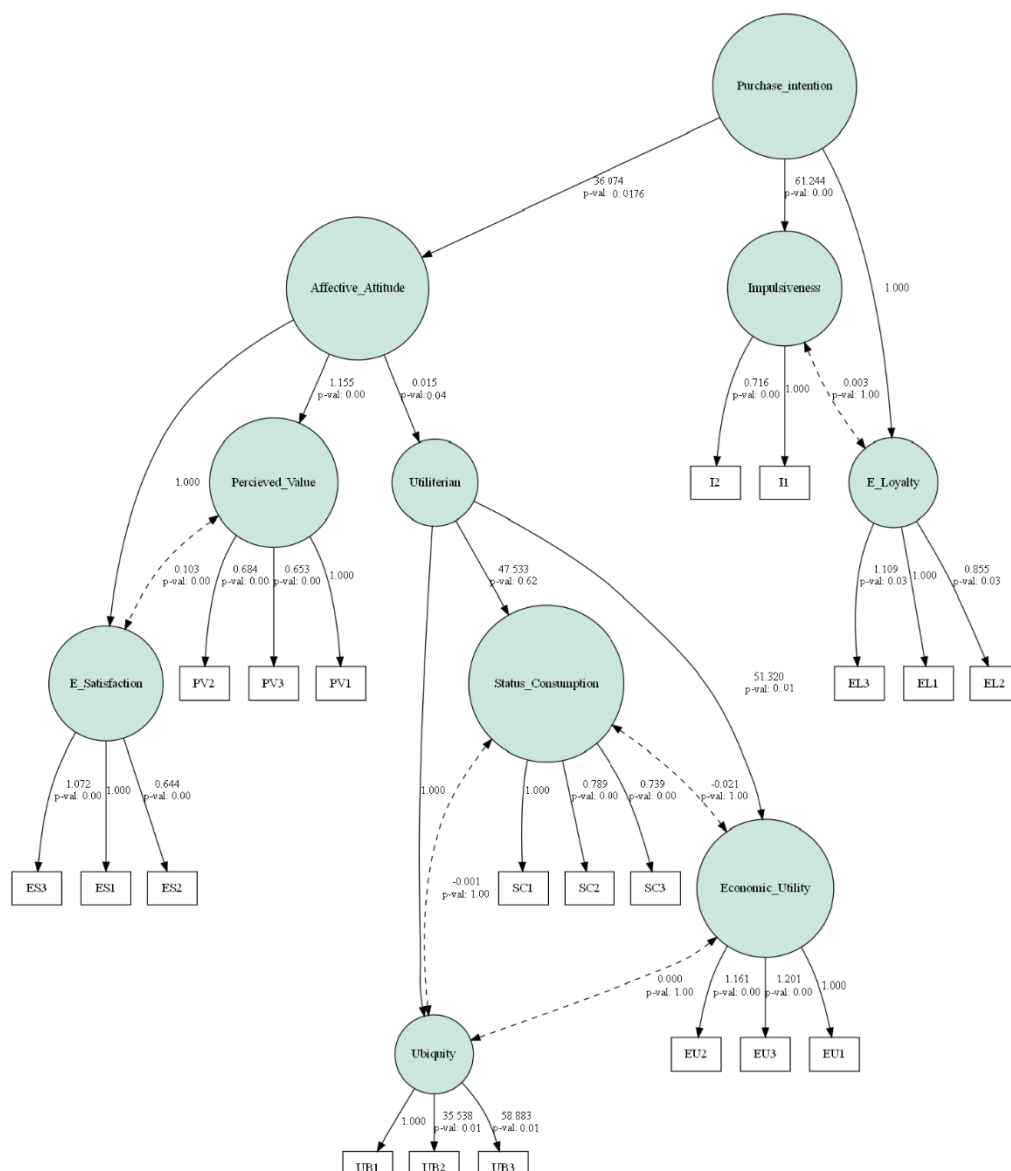 Purchase_intention
36.074
p-val: 0.0176
61.244
p-val: 0.00
Affective_Attitude
Impulsiveness
1.000
1.155
p-val: 0.00
0.015
p-val: 0.04
0.716
p-val: 0.00
1.000
0.003
p-val: 1.00
1.000
Percieved_Value
Utiliterian
I2
I1
E_Loyalty
0.103
p-val: 0.00
0.684
p-val: 0.00
0.653
p-val: 0.00
1.000
47.533
p-val: 0.62
1.109
p-val: 0.03
1.000
0.855
p-val: 0.03
E_Satisfaction
PV2
PV3
PV1
Status_Consumption
51.320
p-val: 0.01
EL3
EL1
EL2
1.072
p-val: 0.00
1.000
0.644
p-val: 0.00
1.000
1.000
0.789
p-val: 0.00
0.739
p-val: 0.00
-0.021
p-val: 1.00
ES3
ES1
ES2
-0.001
p-val: 1.00
SC1
SC2
SC3
Economic_Utility
0.000
p-val: 1.00
1.161
p-val: 0.00
1.201
p-val: 0.00
1.000
Ubiquity
EU2
EU3
EU1
1.000
35.538
p-val: 0.01
58.883
p-val: 0.01
UB1
UB2
UB3